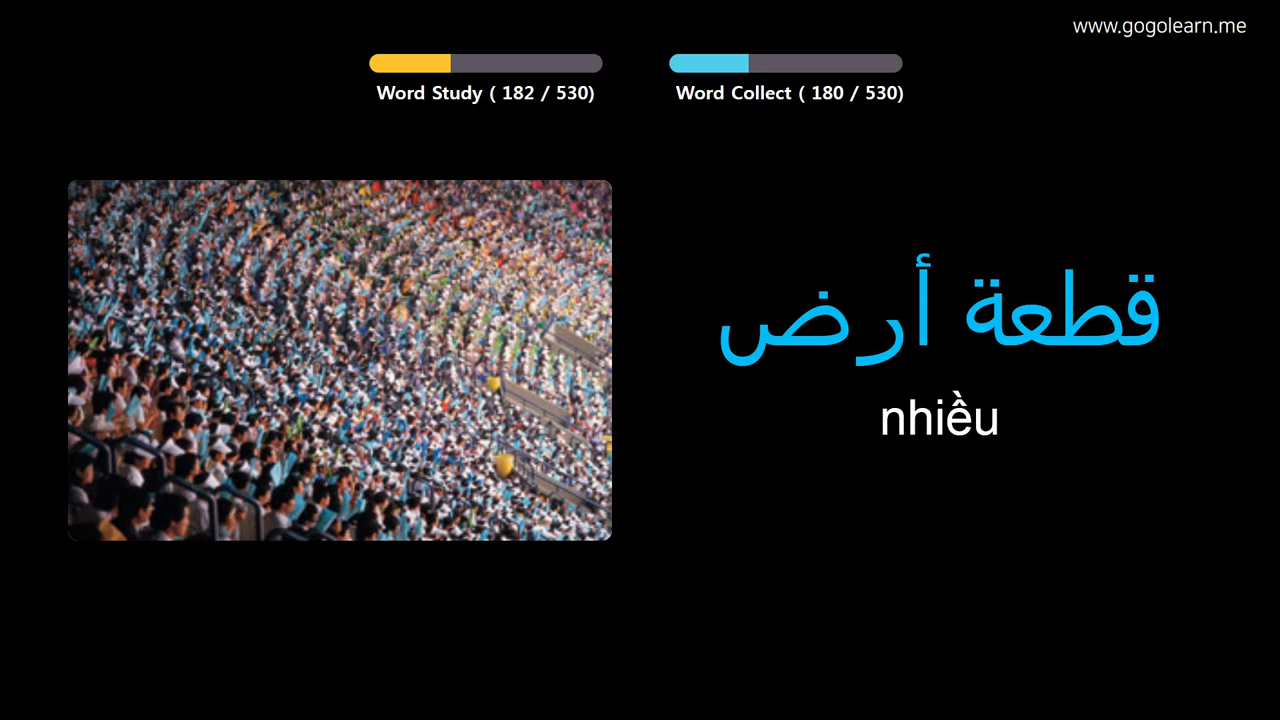 www.gogolearn.me
Word Study ( 182 / 530)
Word Collect ( 180 / 530)
قطعة أرض
nhiều